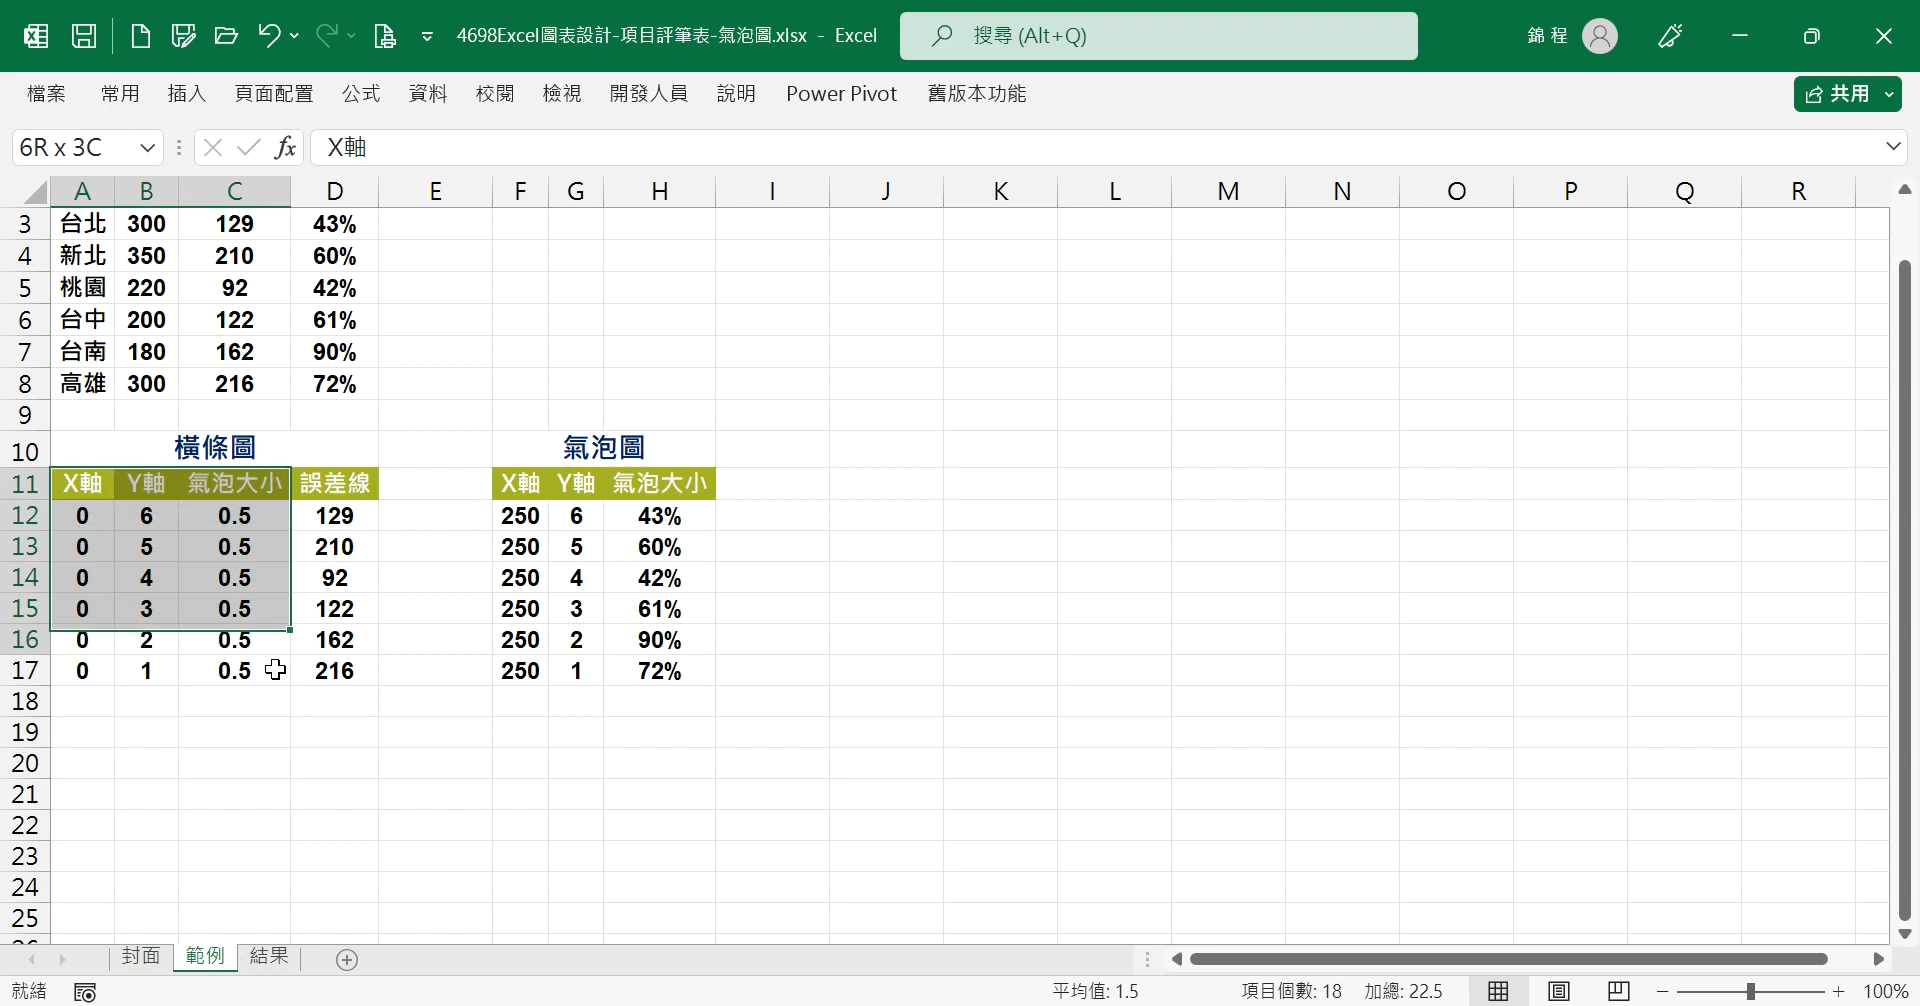 4698Excel圖表設計-項目評筆表-氣泡圖.xlsx - Excel
搜尋 (Alt+Q)
錦 程
檔案 常用 插入 頁面配置 公式 資料 校閱 檢視 開發人員 說明 Power Pivot 舊版本功能
共用
6R x 3C
fx
X軸
A B C D E F G H I J K L M N O P Q R
3 台北 300 129 43%
4 新北 350 210 60%
5 桃園 220 92 42%
6 台中 200 122 61%
7 台南 180 162 90%
8 高雄 300 216 72%
9
10 橫條圖 氣泡圖
11 X軸 Y軸 氣泡大小 誤差線 X軸 Y軸 氣泡大小
12 0 6 0.5 129 250 6 43%
13 0 5 0.5 210 250 5 60%
14 0 4 0.5 92 250 4 42%
15 0 3 0.5 122 250 3 61%
16 0 2 0.5 162 250 2 90%
17 0 1 0.5 216 250 1 72%
18
19
20
21
22
23
24
25
26
封面 範例 結果
就緒
平均值: 1.5 項目個數: 18 加總: 22.5
100%